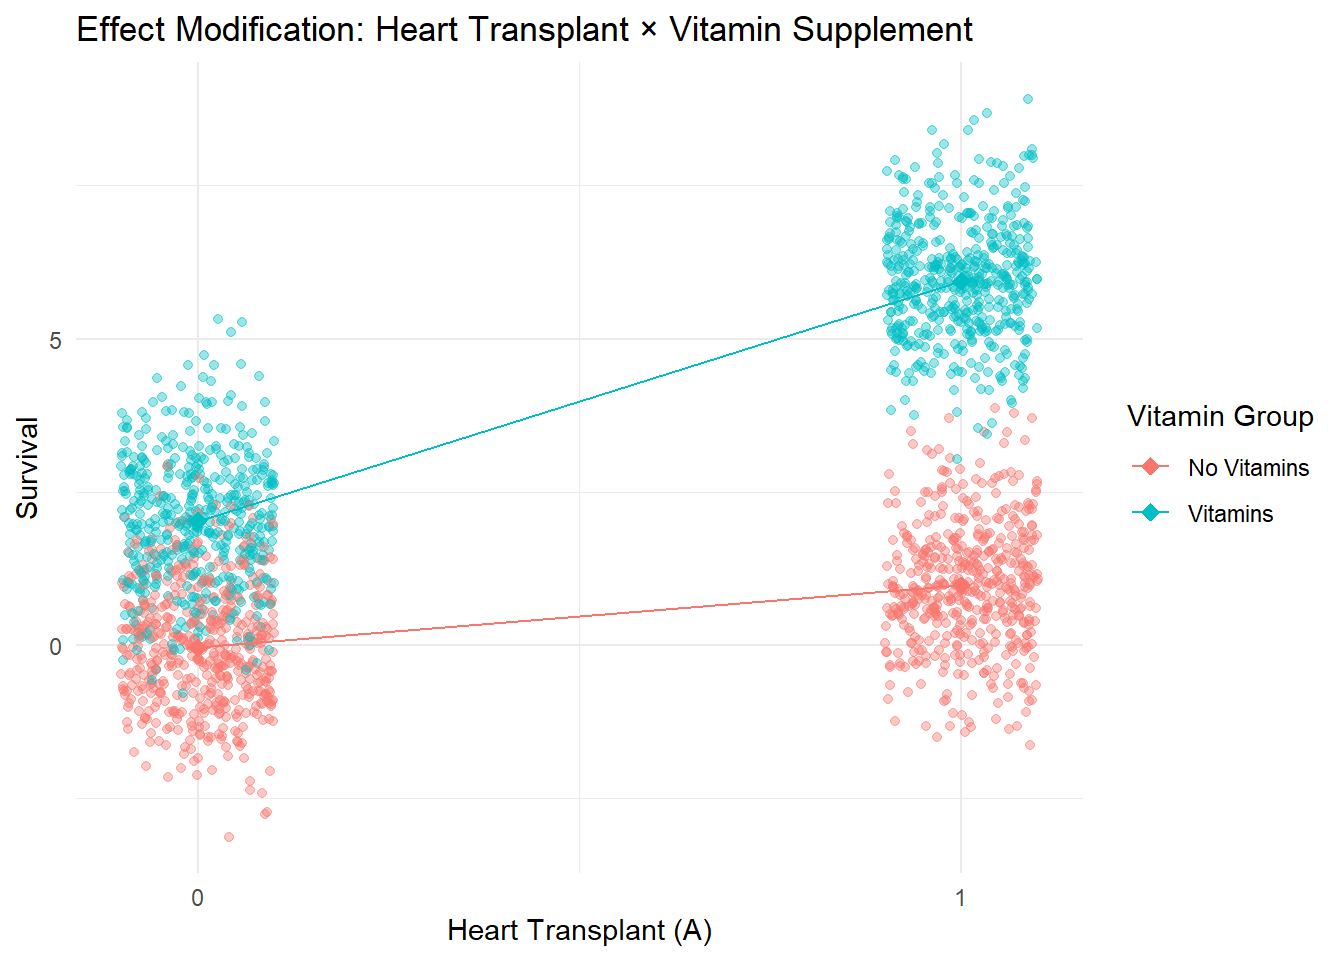 Effect Modification: Heart Transplant × Vitamin Supplement
Survival
5
0
0
1
Heart Transplant (A)
Vitamin Group
No Vitamins
Vitamins